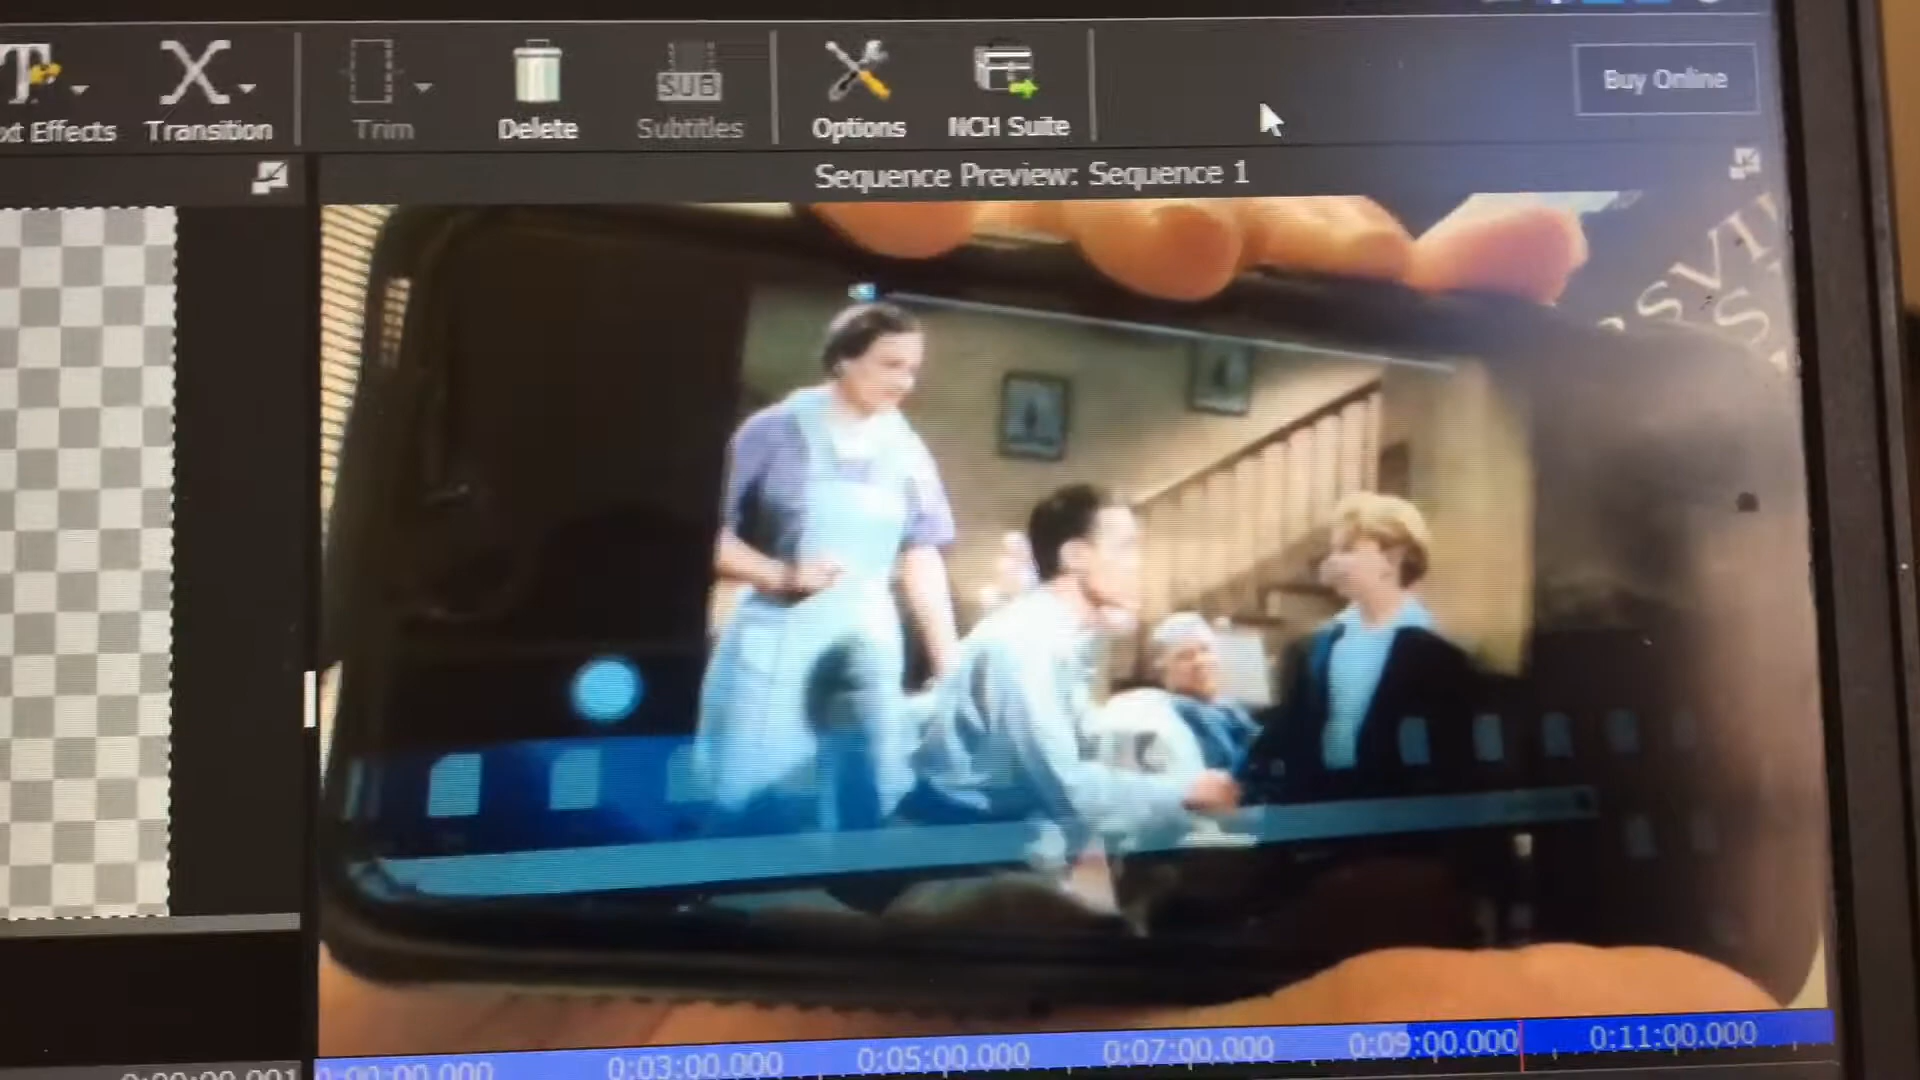 Buy Online
Effects Transition Trim Delete Subtitles Options NCH Suite
SUB
Sequence Preview: Sequence 1
0:03:00.000 0:05:00.000 0:07:00.000 0:09:00.000 0:11:00.000